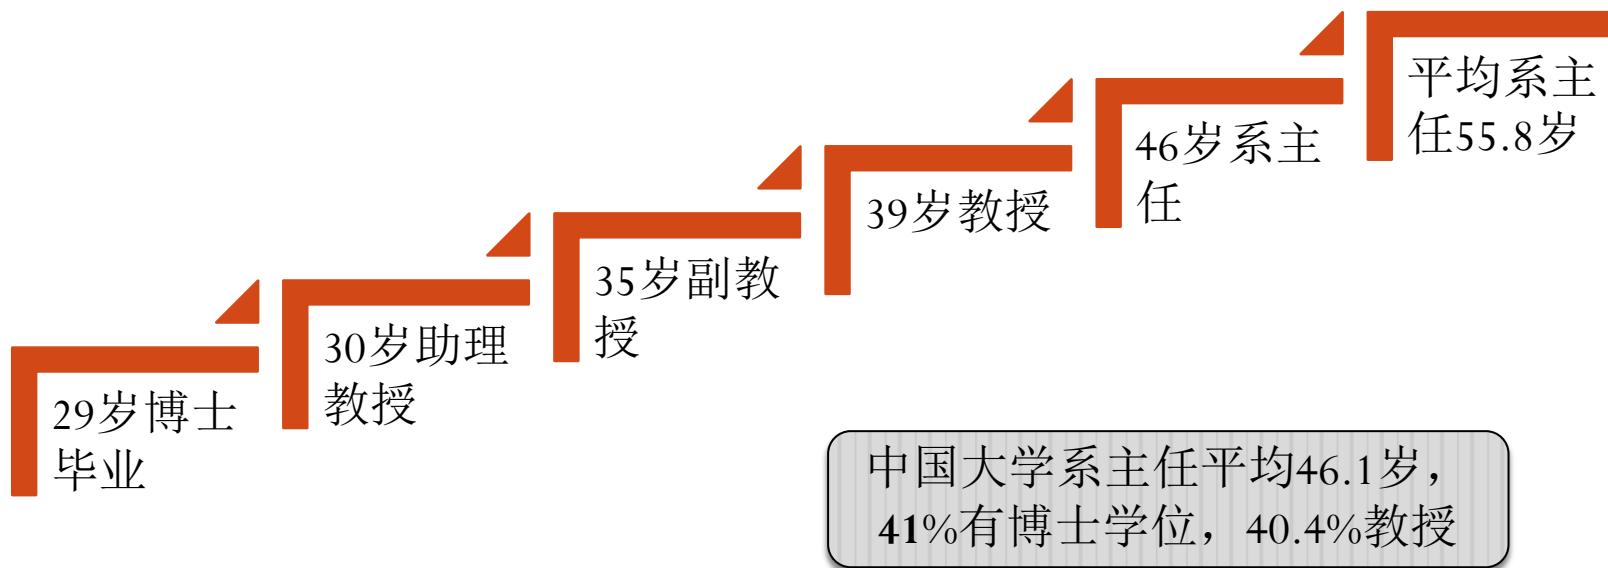 29岁博士
毕业
30岁助理
教授
35岁副教
授
39岁教授
46岁系主
任
平均系主
任55.8岁
中国大学系主任平均46.1岁，
41%有博士学位，40.4%教授